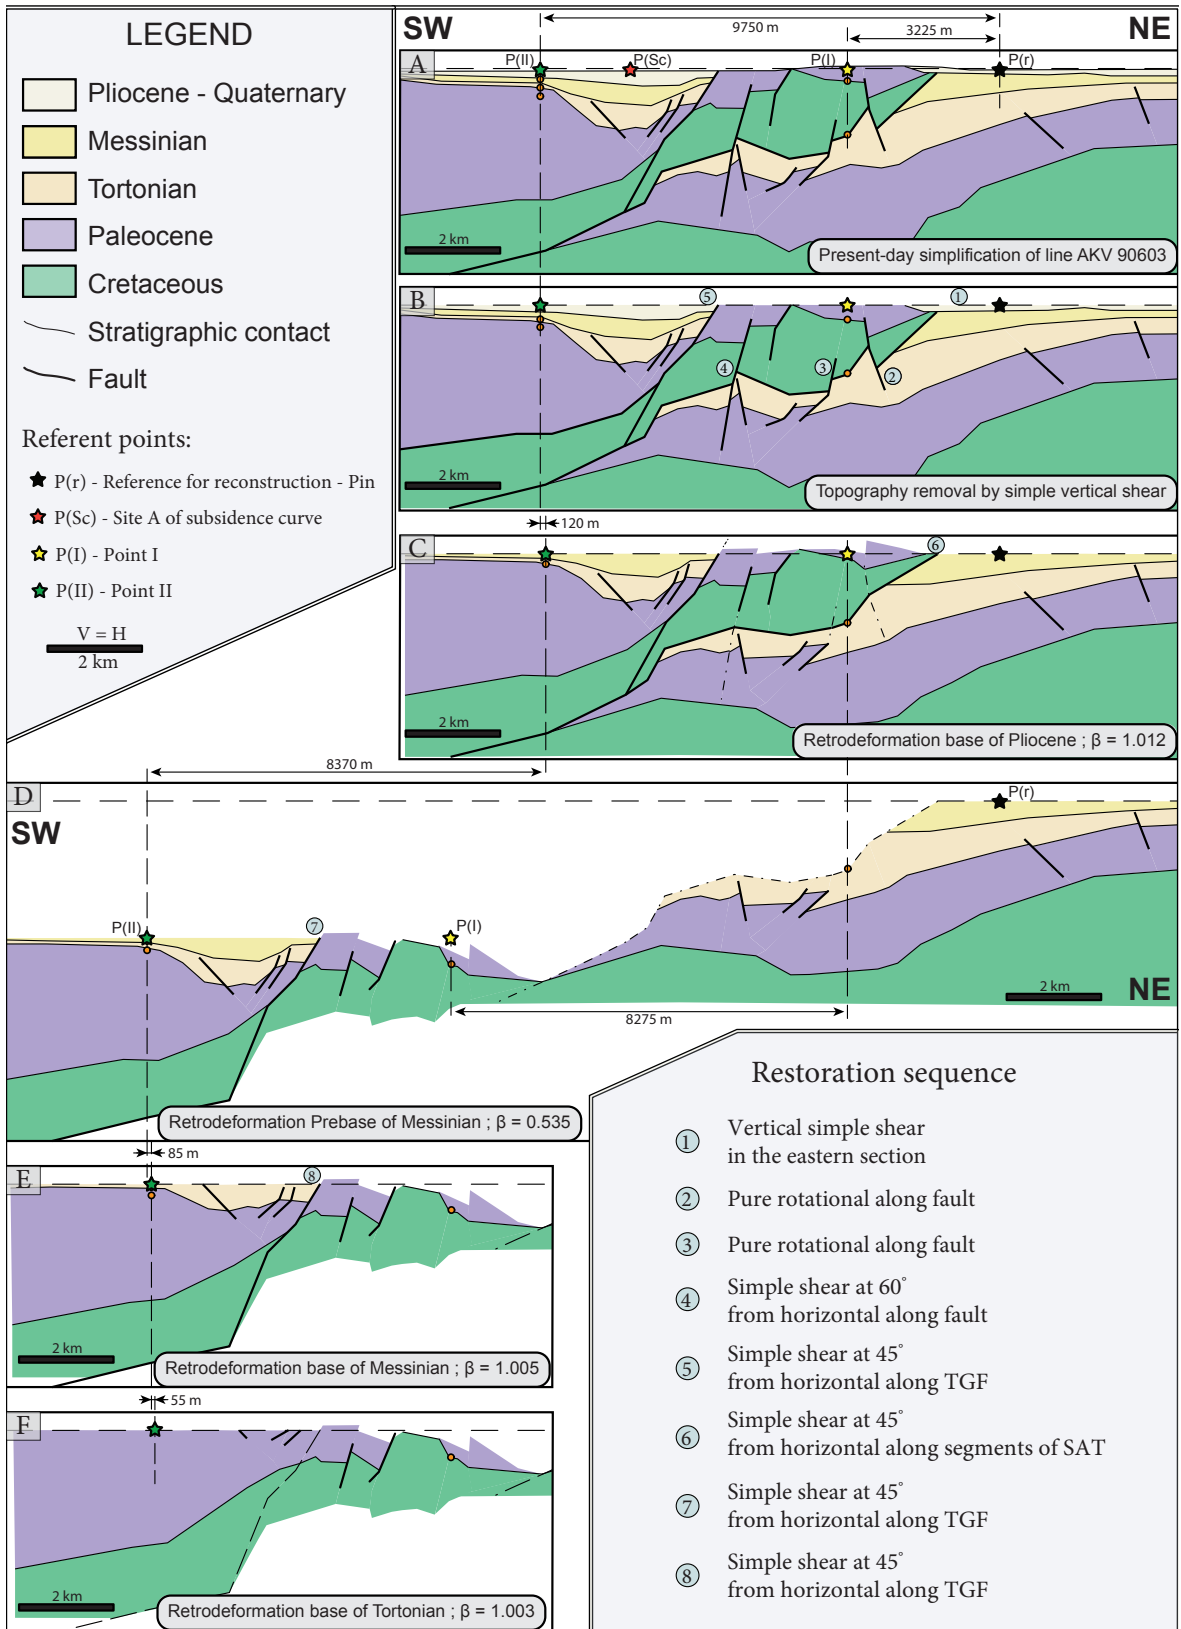 LEGEND
Pliocene - Quaternary
Messinian
Tortonian
Paleocene
Cretaceous
Stratigraphic contact
Fault
Referent points:
P(r) - Reference for reconstruction - Pin
P(Sc) - Site A of subsidence curve
P(I) - Point I
P(II) - Point II
V = H
2 km
SW
9750 m
3225 m
NE
A
P(II)
P(Sc)
P(I)
P(r)
2 km
Present-day simplification of line AKV 90603
B
5
1
4
3
2
2 km
Topography removal by simple vertical shear
120 m
C
6
2 km
Retrodeformation base of Pliocene ; β = 1.012
8370 m
D
SW
P(r)
P(II)
7
P(I)
2 km
NE
8275 m
Retrodeformation Prebase of Messinian ; β = 0.535
85 m
E
8
2 km
Retrodeformation base of Messinian ; β = 1.005
55 m
F
2 km
Retrodeformation base of Tortonian ; β = 1.003
Restoration sequence
1 Vertical simple shear
in the eastern section
2 Pure rotational along fault
3 Pure rotational along fault
4 Simple shear at 60°
from horizontal along fault
5 Simple shear at 45°
from horizontal along TGF
6 Simple shear at 45°
from horizontal along segments of SAT
7 Simple shear at 45°
from horizontal along TGF
8 Simple shear at 45°
from horizontal along TGF